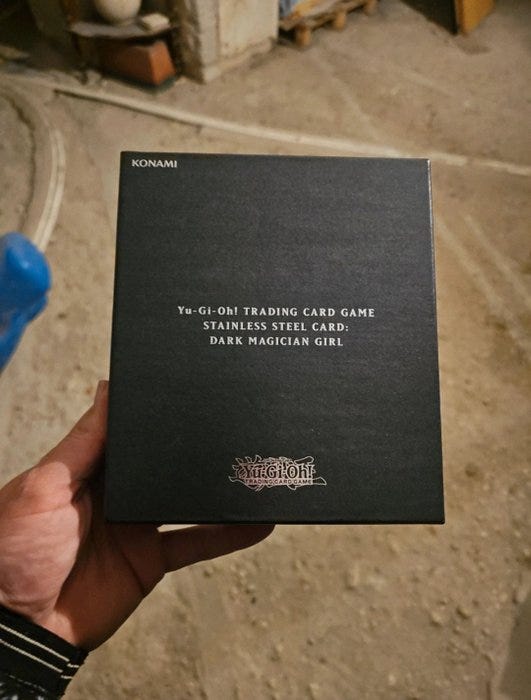 KONAMI
Yu-Gi-Oh! TRADING CARD GAME
STAINLESS STEEL CARD:
DARK MAGICIAN GIRL
Yu-Gi-Oh!
TRADING CARD GAME